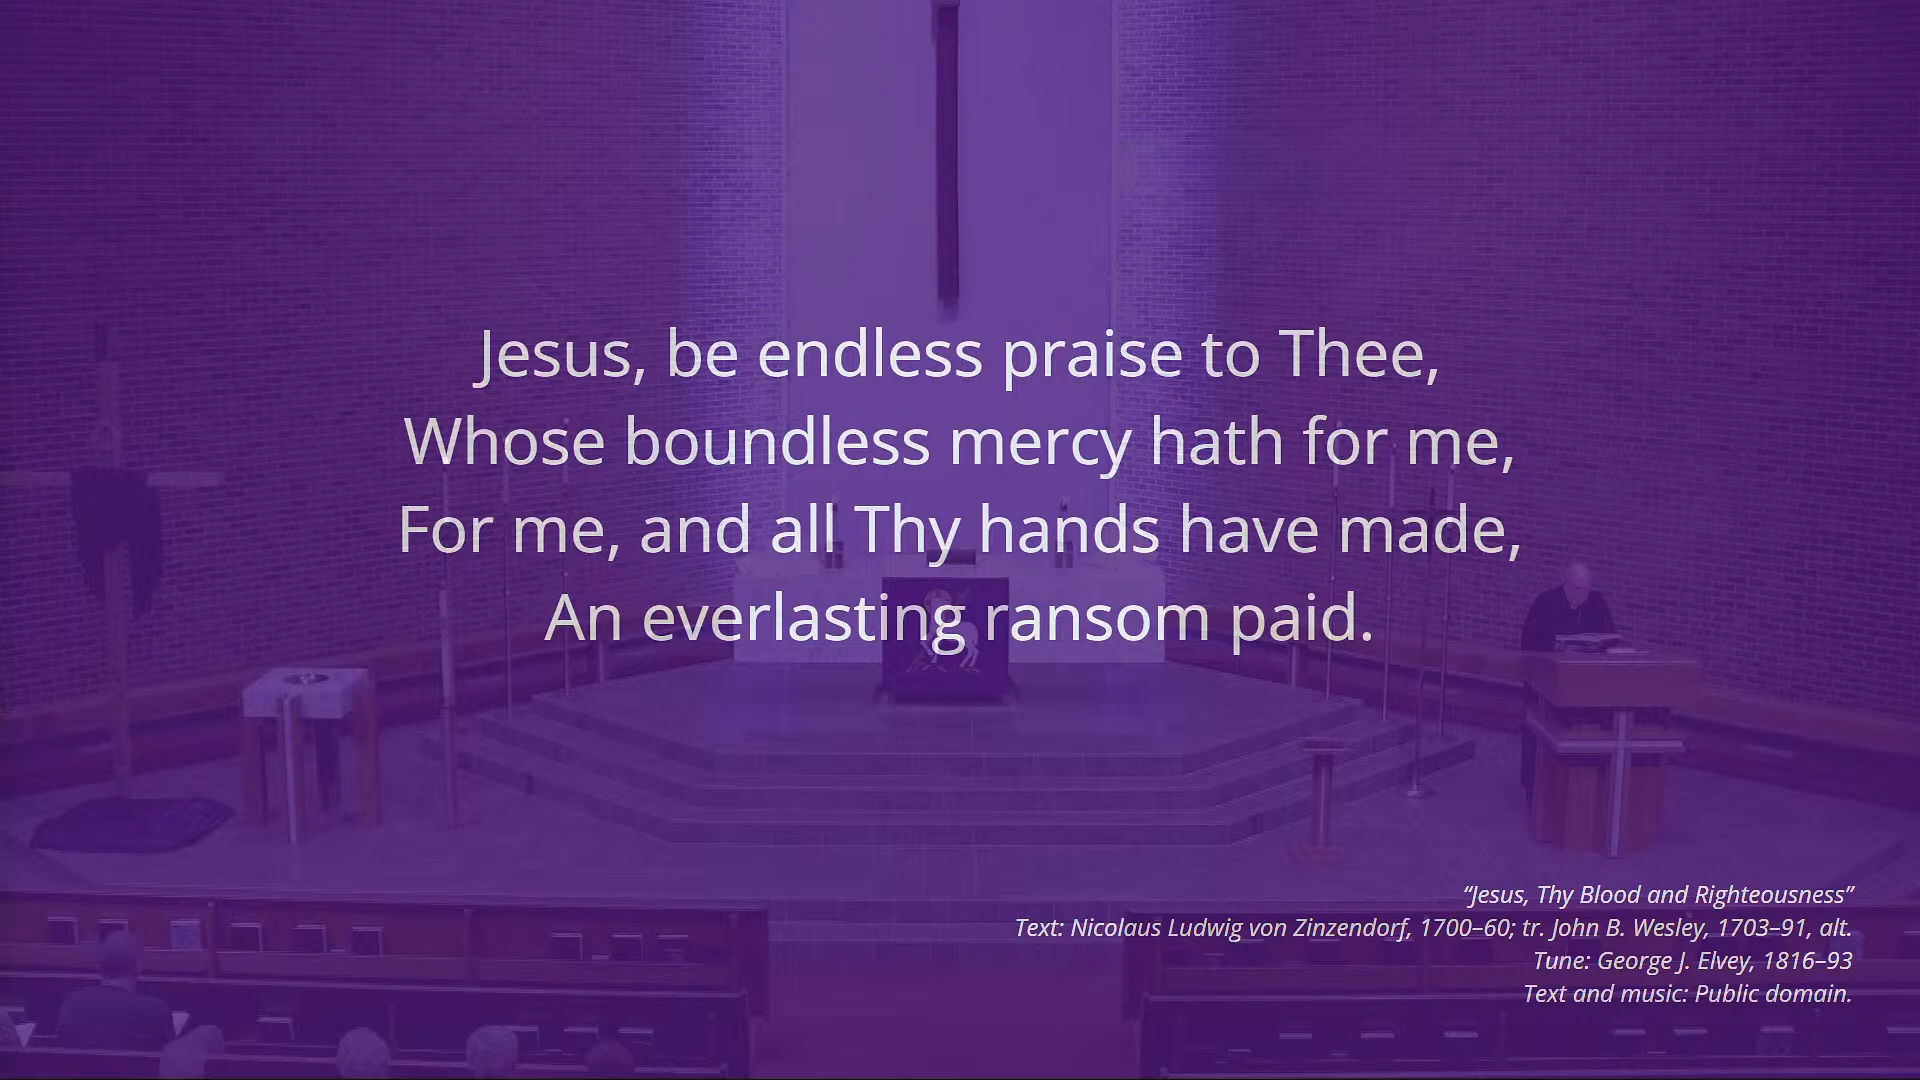 Jesus, be endless praise to Thee,
Whose boundless mercy hath for me,
For me, and all Thy hands have made,
An everlasting ransom paid.
“Jesus, Thy Blood and Righteousness”
Text: Nicolaus Ludwig von Zinzendorf, 1700–60; tr. John B. Wesley, 1703–91, alt.
Tune: George J. Elvey, 1816–93
Text and music: Public domain.